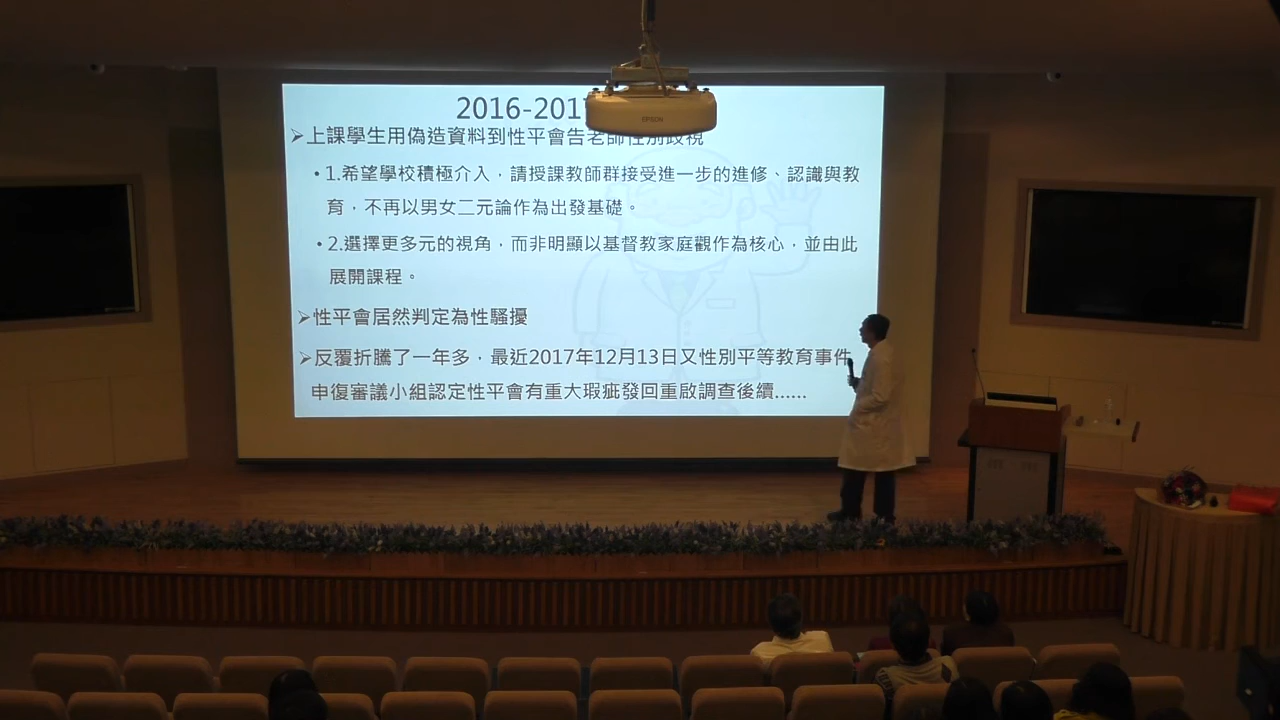 2016-201
EPSON
➢上課學生用偽造資料到性平會告老師性別歧視
•1.希望學校積極介入，請授課教師群接受進一步的進修、認識與教
育，不再以男女二元論作為出發基礎。
•2.選擇更多元的視角，而非明顯以基督教家庭觀作為核心，並由此
展開課程。
➢性平會居然判定為性騷擾
➢反覆折騰了一年多，最近2017年12月13日又性別平等教育事件
申復審議小組認定性平會有重大瑕疵發回重啟調查後續......